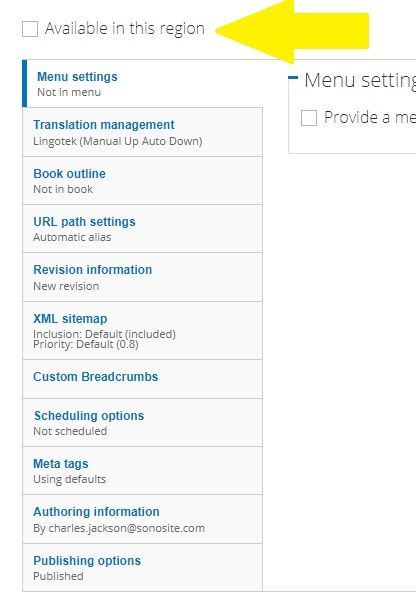 Available in this region
Menu settings
Not in menu
Menu setting
Provide a me
Translation management
Lingotek (Manual Up Auto Down)
Book outline
Not in book
URL path settings
Automatic alias
Revision information
New revision
XML sitemap
Inclusion: Default (included)
Priority: Default (0.8)
Custom Breadcrumbs
Scheduling options
Not scheduled
Meta tags
Using defaults
Authoring information
By charles.jackson@sonosite.com
Publishing options
Published